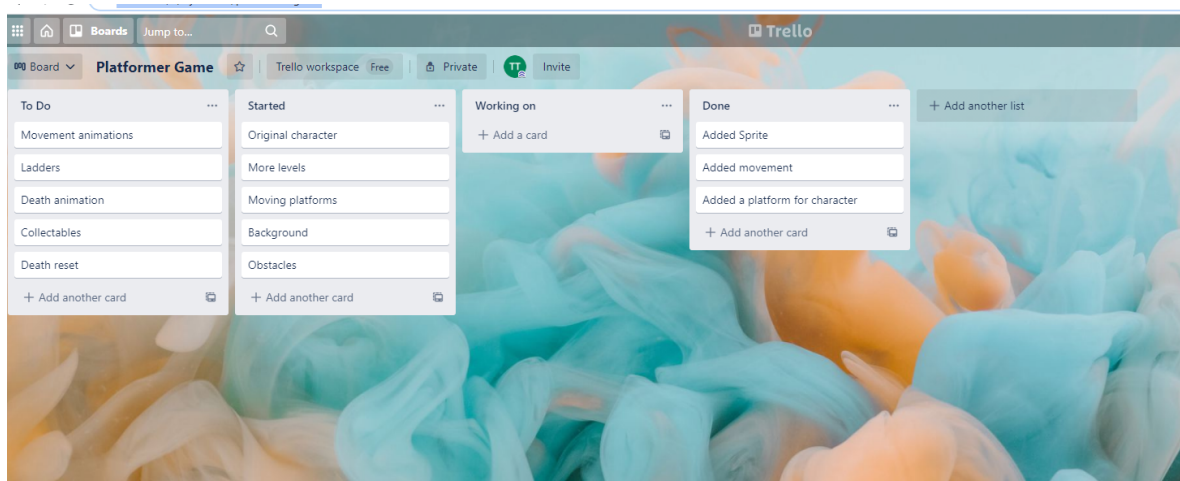 Boards Jump to...
Trello
Board Platformer Game Trello workspace Free Private TT Invite
To Do ...
Movement animations
Ladders
Death animation
Collectables
Death reset
+ Add another card
Started ...
Original character
More levels
Moving platforms
Background
Obstacles
+ Add another card
Working on ...
+ Add a card
Done ...
Added Sprite
Added movement
Added a platform for character
+ Add another card
+ Add another list